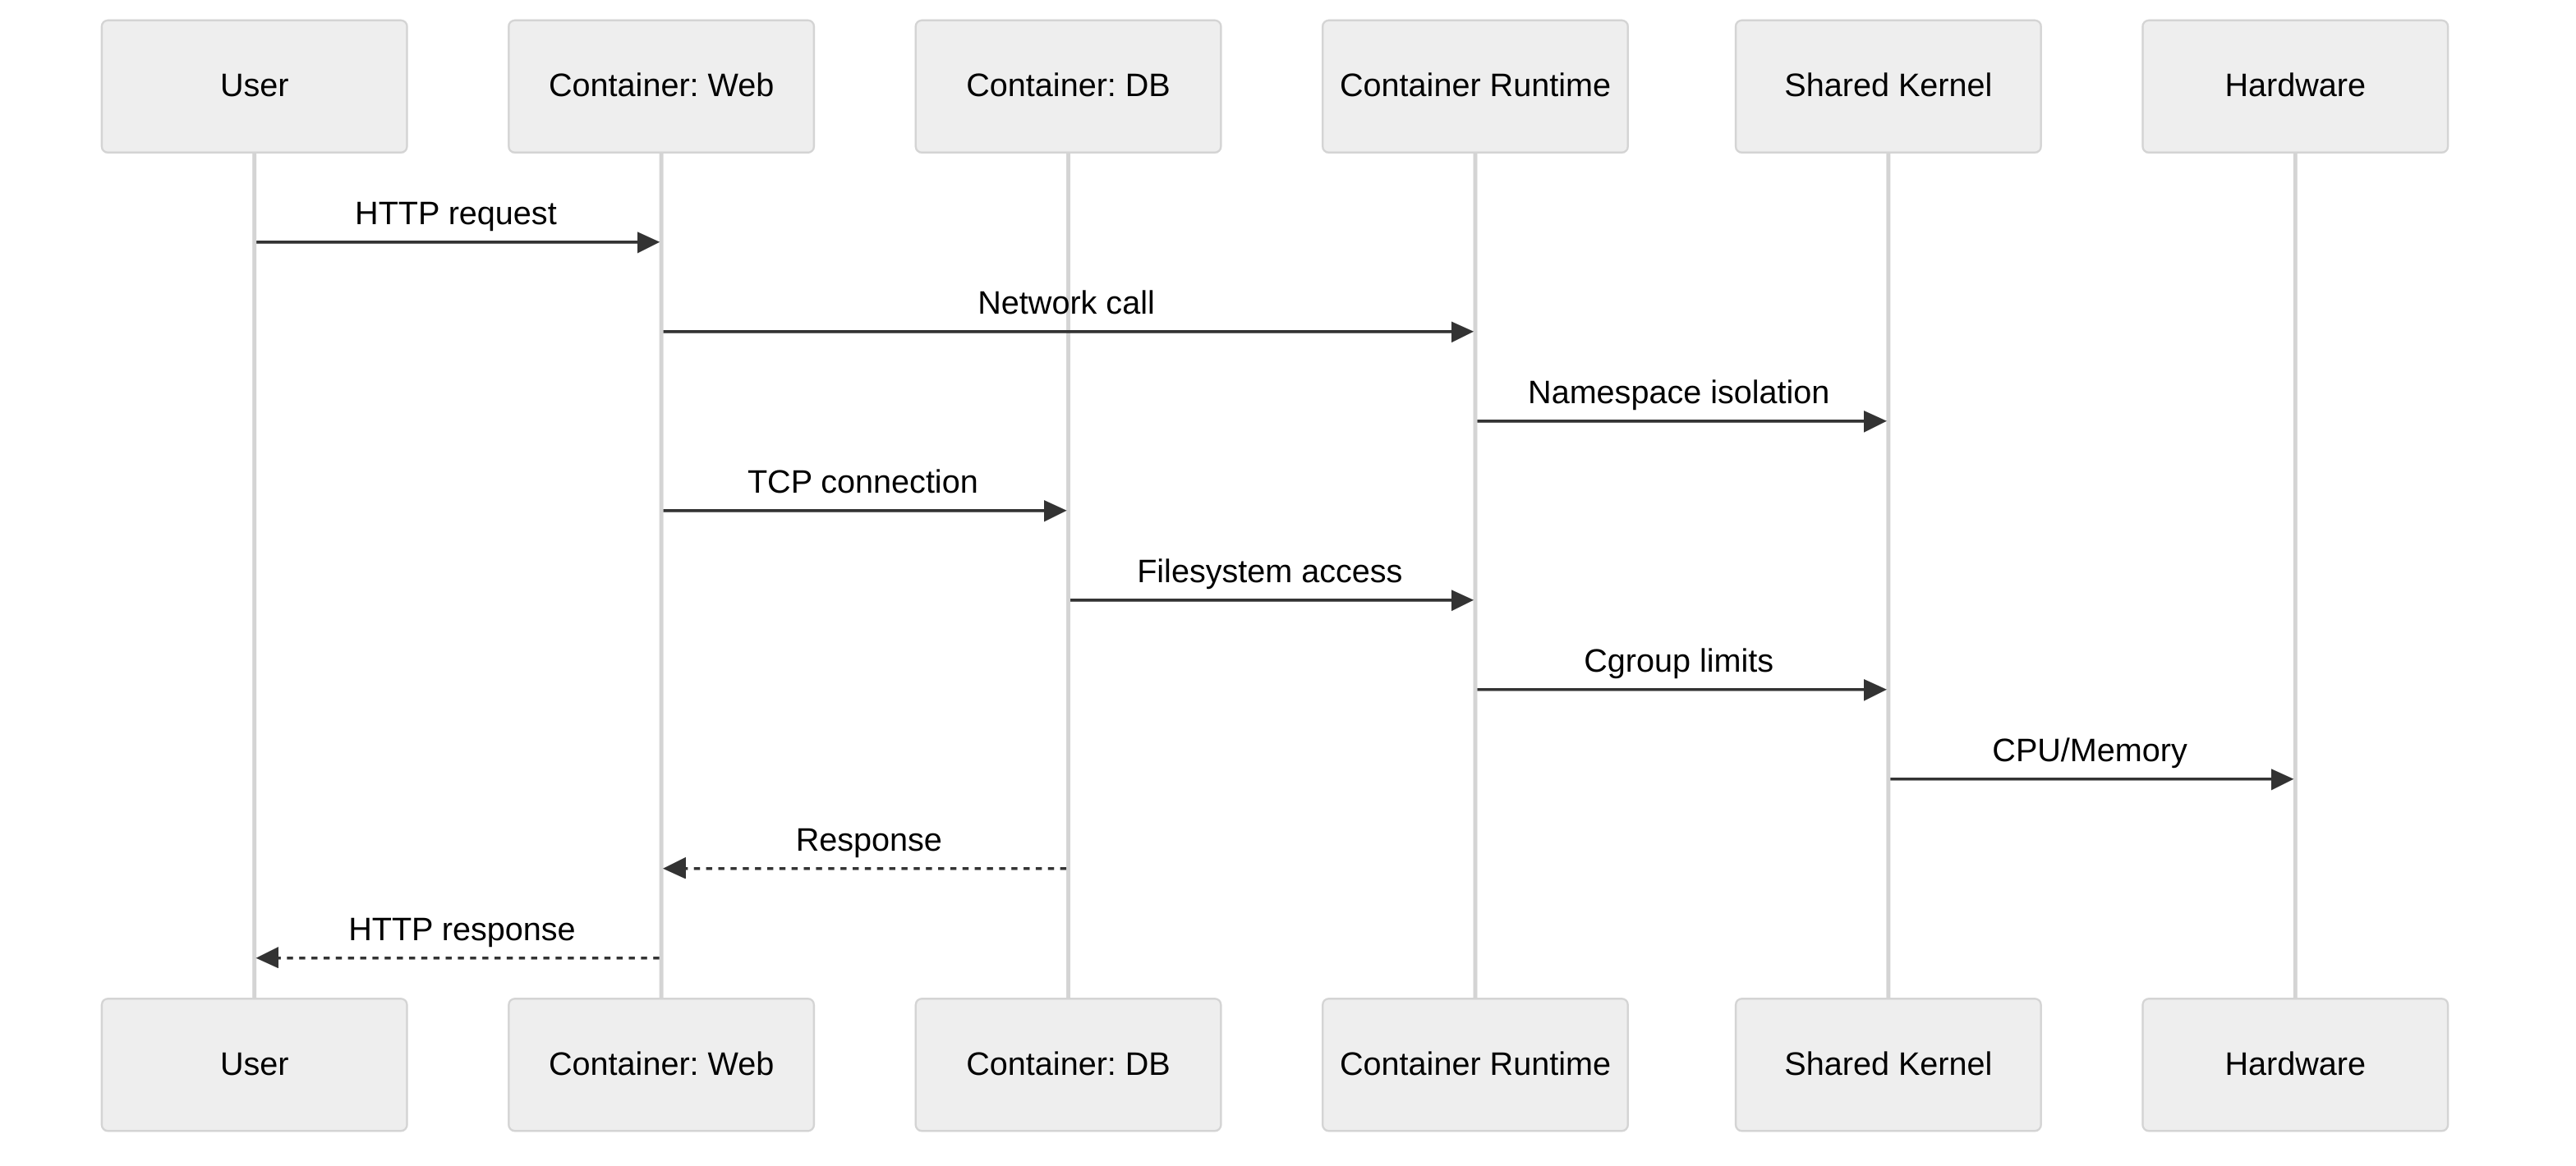 User
Container: Web
Container: DB
Container Runtime
Shared Kernel
Hardware
HTTP request
Network call
Namespace isolation
TCP connection
Filesystem access
Cgroup limits
CPU/Memory
Response
HTTP response
User
Container: Web
Container: DB
Container Runtime
Shared Kernel
Hardware